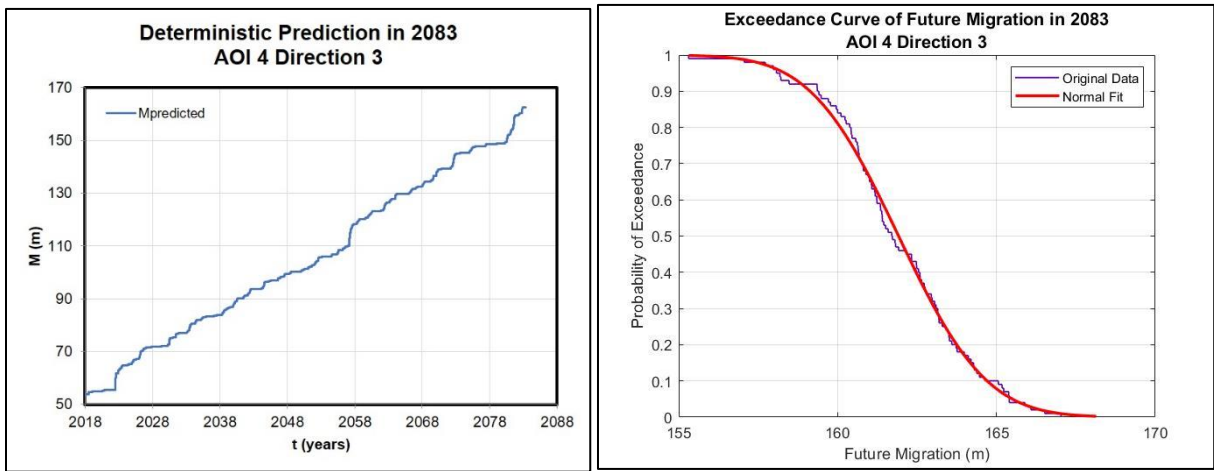 Deterministic Prediction in 2083
AOI 4 Direction 3
Mpredicted
170
150
130
110
90
70
50
M (m)
2018 2028 2038 2048 2058 2068 2078 2088
t (years)
Exceedance Curve of Future Migration in 2083
AOI 4 Direction 3
Original Data
Normal Fit
1
0.9
0.8
0.7
0.6
0.5
0.4
0.3
0.2
0.1
0
Probability of Exceedance
155 160 165 170
Future Migration (m)